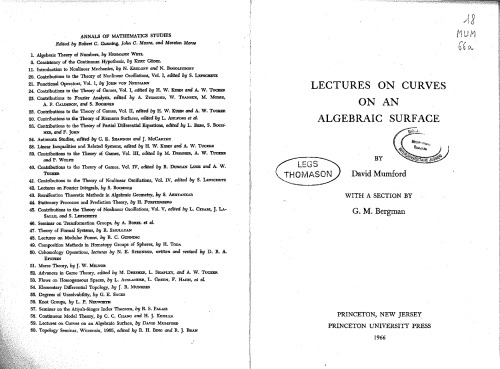 ANNALS OF MATHEMATICS STUDIES
Edited by Robert C. Gunning, John C. Moore, and Marston Morse
1. Algebraic Theory of Numbers, by HERMANN WEYL
3. Consistency of the Continuum Hypothesis, by KURT GÖDEL
11. Introduction to Nonlinear Mechanics, by N. KRYLOFF and N. BOGOLIUBOFF
20. Contributions to the Theory of Nonlinear Oscillations, Vol. I, edited by S. LEFSCHETZ
21. Functional Operators, Vol. I, by JOHN VON NEUMANN
24. Contributions to the Theory of Games, Vol. I, edited by H. W. KUHN and A. W. TUCKER
25. Contributions to Fourier Analysis, edited by A. ZYGMUND, W. TRANSUE, M. MORSE,
A. P. CALDERON, and S. BOCHNER
28. Contributions to the Theory of Games, Vol. II, edited by H. W. KUHN and A. W. TUCKER
30. Contributions to the Theory of Riemann Surfaces, edited by L. AHLFORS et al.
33. Contributions to the Theory of Partial Differential Equations, edited by L. BERS, S. BOCH-
NER, and F. JOHN
34. Automata Studies, edited by C. E. SHANNON and J. MCCARTHY
38. Linear Inequalities and Related Systems, edited by H. W. KUHN and A. W. TUCKER
39. Contributions to the Theory of Games, Vol. III, edited by M. DRESHER, A. W. TUCKER
and P. WOLFE
40. Contributions to the Theory of Games, Vol. IV, edited by R. DUNCAN LUCE and A. W.
TUCKER
41. Contributions to the Theory of Nonlinear Oscillations, Vol. IV, edited by S. LEFSCHETZ
42. Lectures on Fourier Integrals, by S. BOCHNER
43. Ramification Theoretic Methods in Algebraic Geometry, by S. ABHYANKAR
44. Stationary Processes and Prediction Theory, by H. FURSTENBERG
45. Contributions to the Theory of Nonlinear Oscillations, Vol. V, edited by L. CESARI, J. LA-
SALLE, and S. LEFSCHETZ
46. Seminar on Transformation Groups, by A. BOREL et al.
47. Theory of Formal Systems, by R. SMULLYAN
48. Lectures on Modular Forms, by R. C. GUNNING
49. Composition Methods in Homotopy Groups of Spheres, by H. TODA
50. Cohomology Operations, lectures by N. E. STEENROD, written and revised by D. B. A.
EPSTEIN
51. Morse Theory, by J. W. MILNOR
52. Advances in Game Theory, edited by M. DRESHER, L. SHAPLEY, and A. W. TUCKER
53. Flows on Homogeneous Spaces, by L. AUSLANDER, L. GREEN, F. HAHN, et al.
54. Elementary Differential Topology, by J. R. MUNKRES
55. Degrees of Unsolvability, by G. E. SACKS
56. Knot Groups, by L. P. NEUWIRTH
57. Seminar on the Atiyah-Singer Index Theorem, by R. S. PALAIS
58. Continuous Model Theory, by C. C. CHANG and H. J. KEISLER
59. Lectures on Curves on an Algebraic Surface, by DAVID MUMFORD
60. Topology Seminar, Wisconsin, 1965, edited by R. H. BING and R. J. BEAN
18
MUM
66a
LECTURES ON CURVES
ON AN
ALGEBRAIC SURFACE
LEGS
THOMASON
BY
David Mumford
WITH A SECTION BY
G. M. Bergman
PRINCETON, NEW JERSEY
PRINCETON UNIVERSITY PRESS
1966